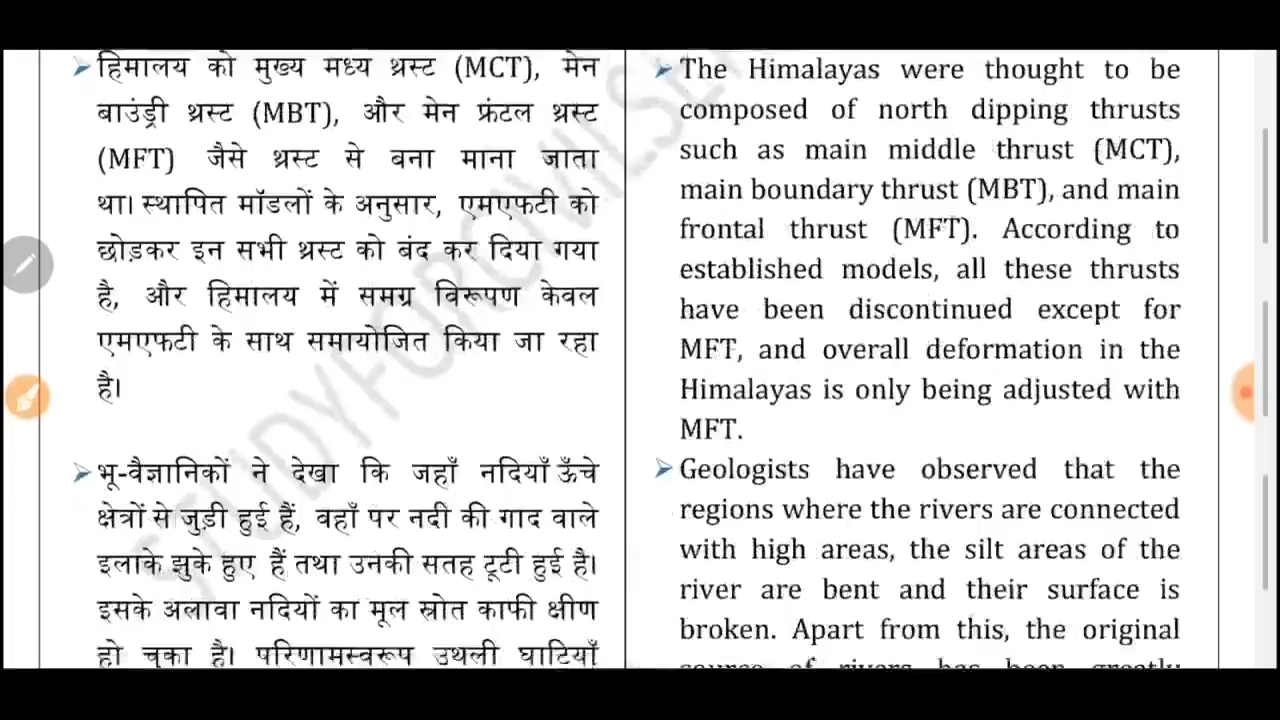 हिमालय को मुख्य मध्य थ्रस्ट (MCT), मेन
बाउंड्री थ्रस्ट (MBT), और मेन फ्रंटल थ्रस्ट
(MFT) जैसे थ्रस्ट से बना माना जाता
था। स्थापित मॉडलों के अनुसार, एमएफटी को
छोड़कर इन सभी थ्रस्ट को बंद कर दिया गया
है, और हिमालय में समग्र विरूपण केवल
एमएफटी के साथ समायोजित किया जा रहा
है।
भू-वैज्ञानिकों ने देखा कि जहाँ नदियाँ ऊँचे
क्षेत्रों से जुड़ी हुई हैं, वहाँ पर नदी की गाद वाले
इलाके झुके हुए हैं तथा उनकी सतह टूटी हुई है।
इसके अलावा नदियों का मूल स्रोत काफी क्षीण
हो चुका है। परिणामस्वरूप उथली घाटियाँ
The Himalayas were thought to be
composed of north dipping thrusts
such as main middle thrust (MCT),
main boundary thrust (MBT), and main
frontal thrust (MFT). According to
established models, all these thrusts
have been discontinued except for
MFT, and overall deformation in the
Himalayas is only being adjusted with
MFT.
Geologists have observed that the
regions where the rivers are connected
with high areas, the silt areas of the
river are bent and their surface is
broken. Apart from this, the original
source of rivers has been greatly